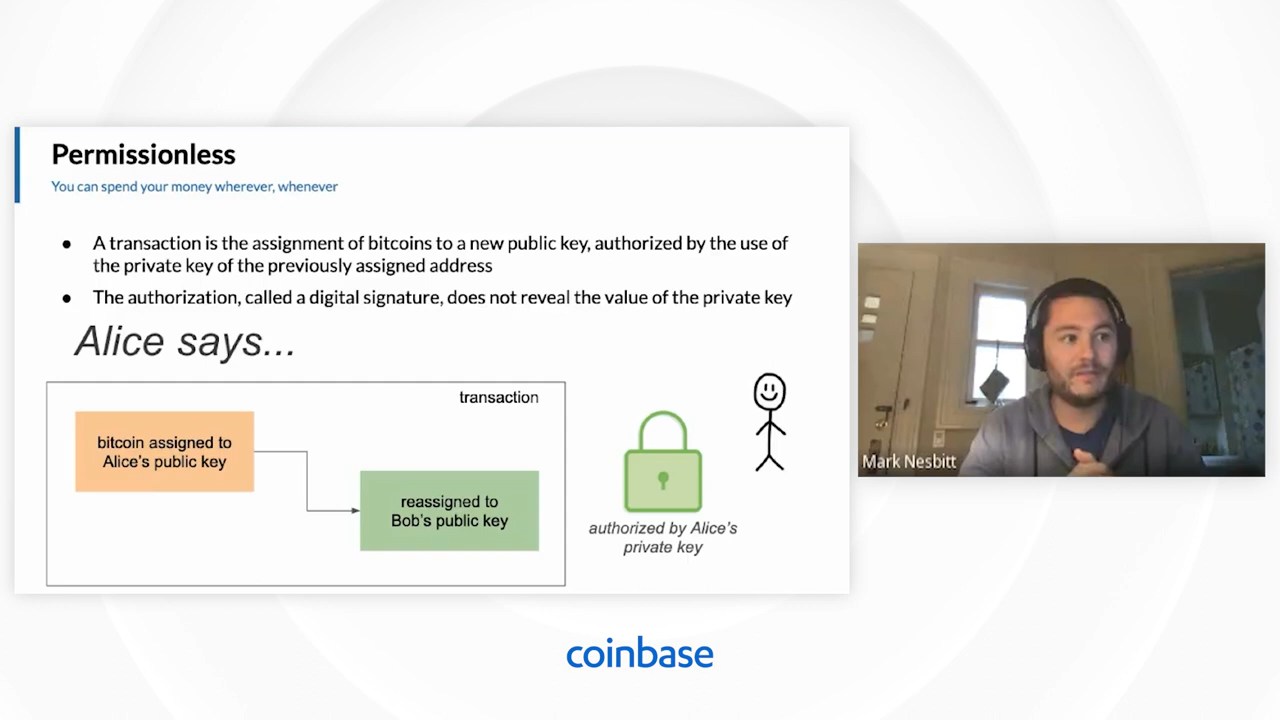 Permissionless
You can spend your money wherever, whenever
● A transaction is the assignment of bitcoins to a new public key, authorized by the use of
the private key of the previously assigned address
● The authorization, called a digital signature, does not reveal the value of the private key
Alice says...
transaction
bitcoin assigned to
Alice's public key
reassigned to
Bob's public key
authorized by Alice's
private key
Mark Nesbitt
coinbase